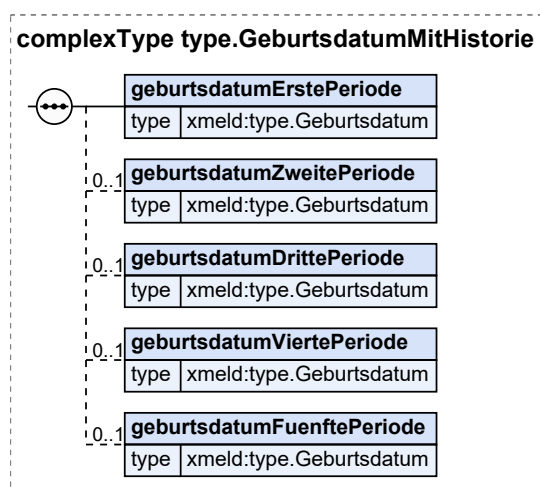 complexType type.GeburtsdatumMitHistorie
geburtsdatumErstePeriode
type xmeld:type.Geburtsdatum
0..1 geburtsdatumZweitePeriode
type xmeld:type.Geburtsdatum
0..1 geburtsdatumDrittePeriode
type xmeld:type.Geburtsdatum
0..1 geburtsdatumViertePeriode
type xmeld:type.Geburtsdatum
0..1 geburtsdatumFuenftePeriode
type xmeld:type.Geburtsdatum